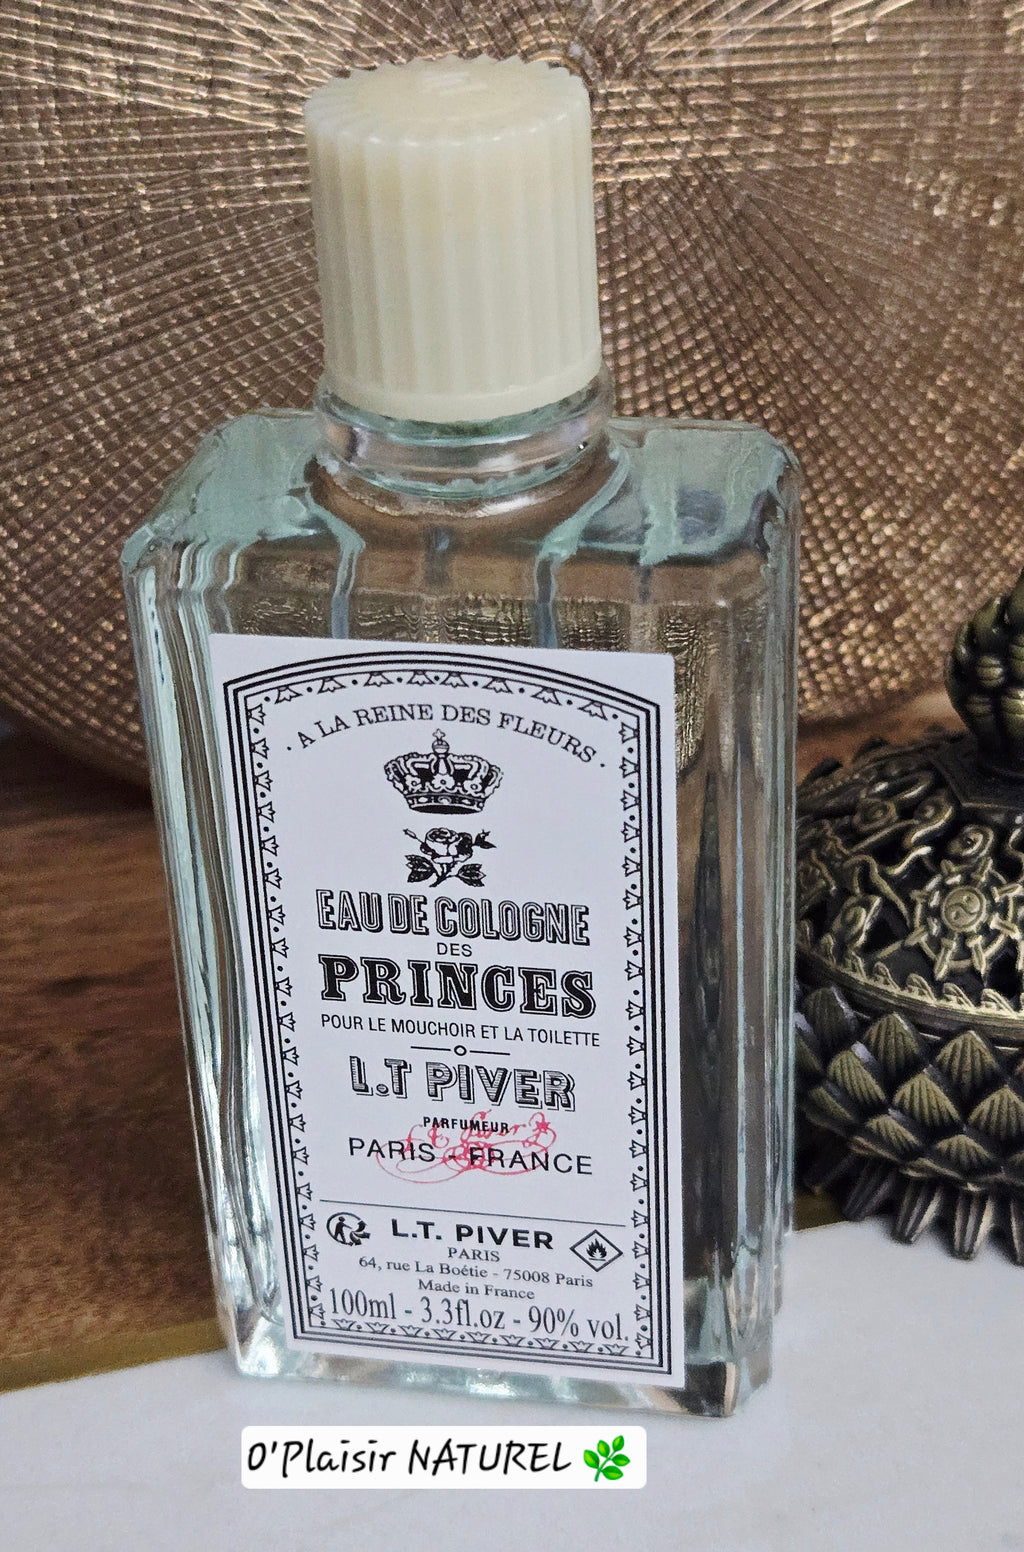 · A LA REINE DES FLEURS ·
EAU DE COLOGNE
DES
PRINCES
POUR LE MOUCHOIR ET LA TOILETTE
L.T PIVER
PARFUMEUR
PARIS - FRANCE
L.T. PIVER
PARIS
64, rue La Boétie - 75008 Paris
Made in France
100ml - 3.3fl.oz - 90% vol.
O'Plaisir NATUREL 🌿